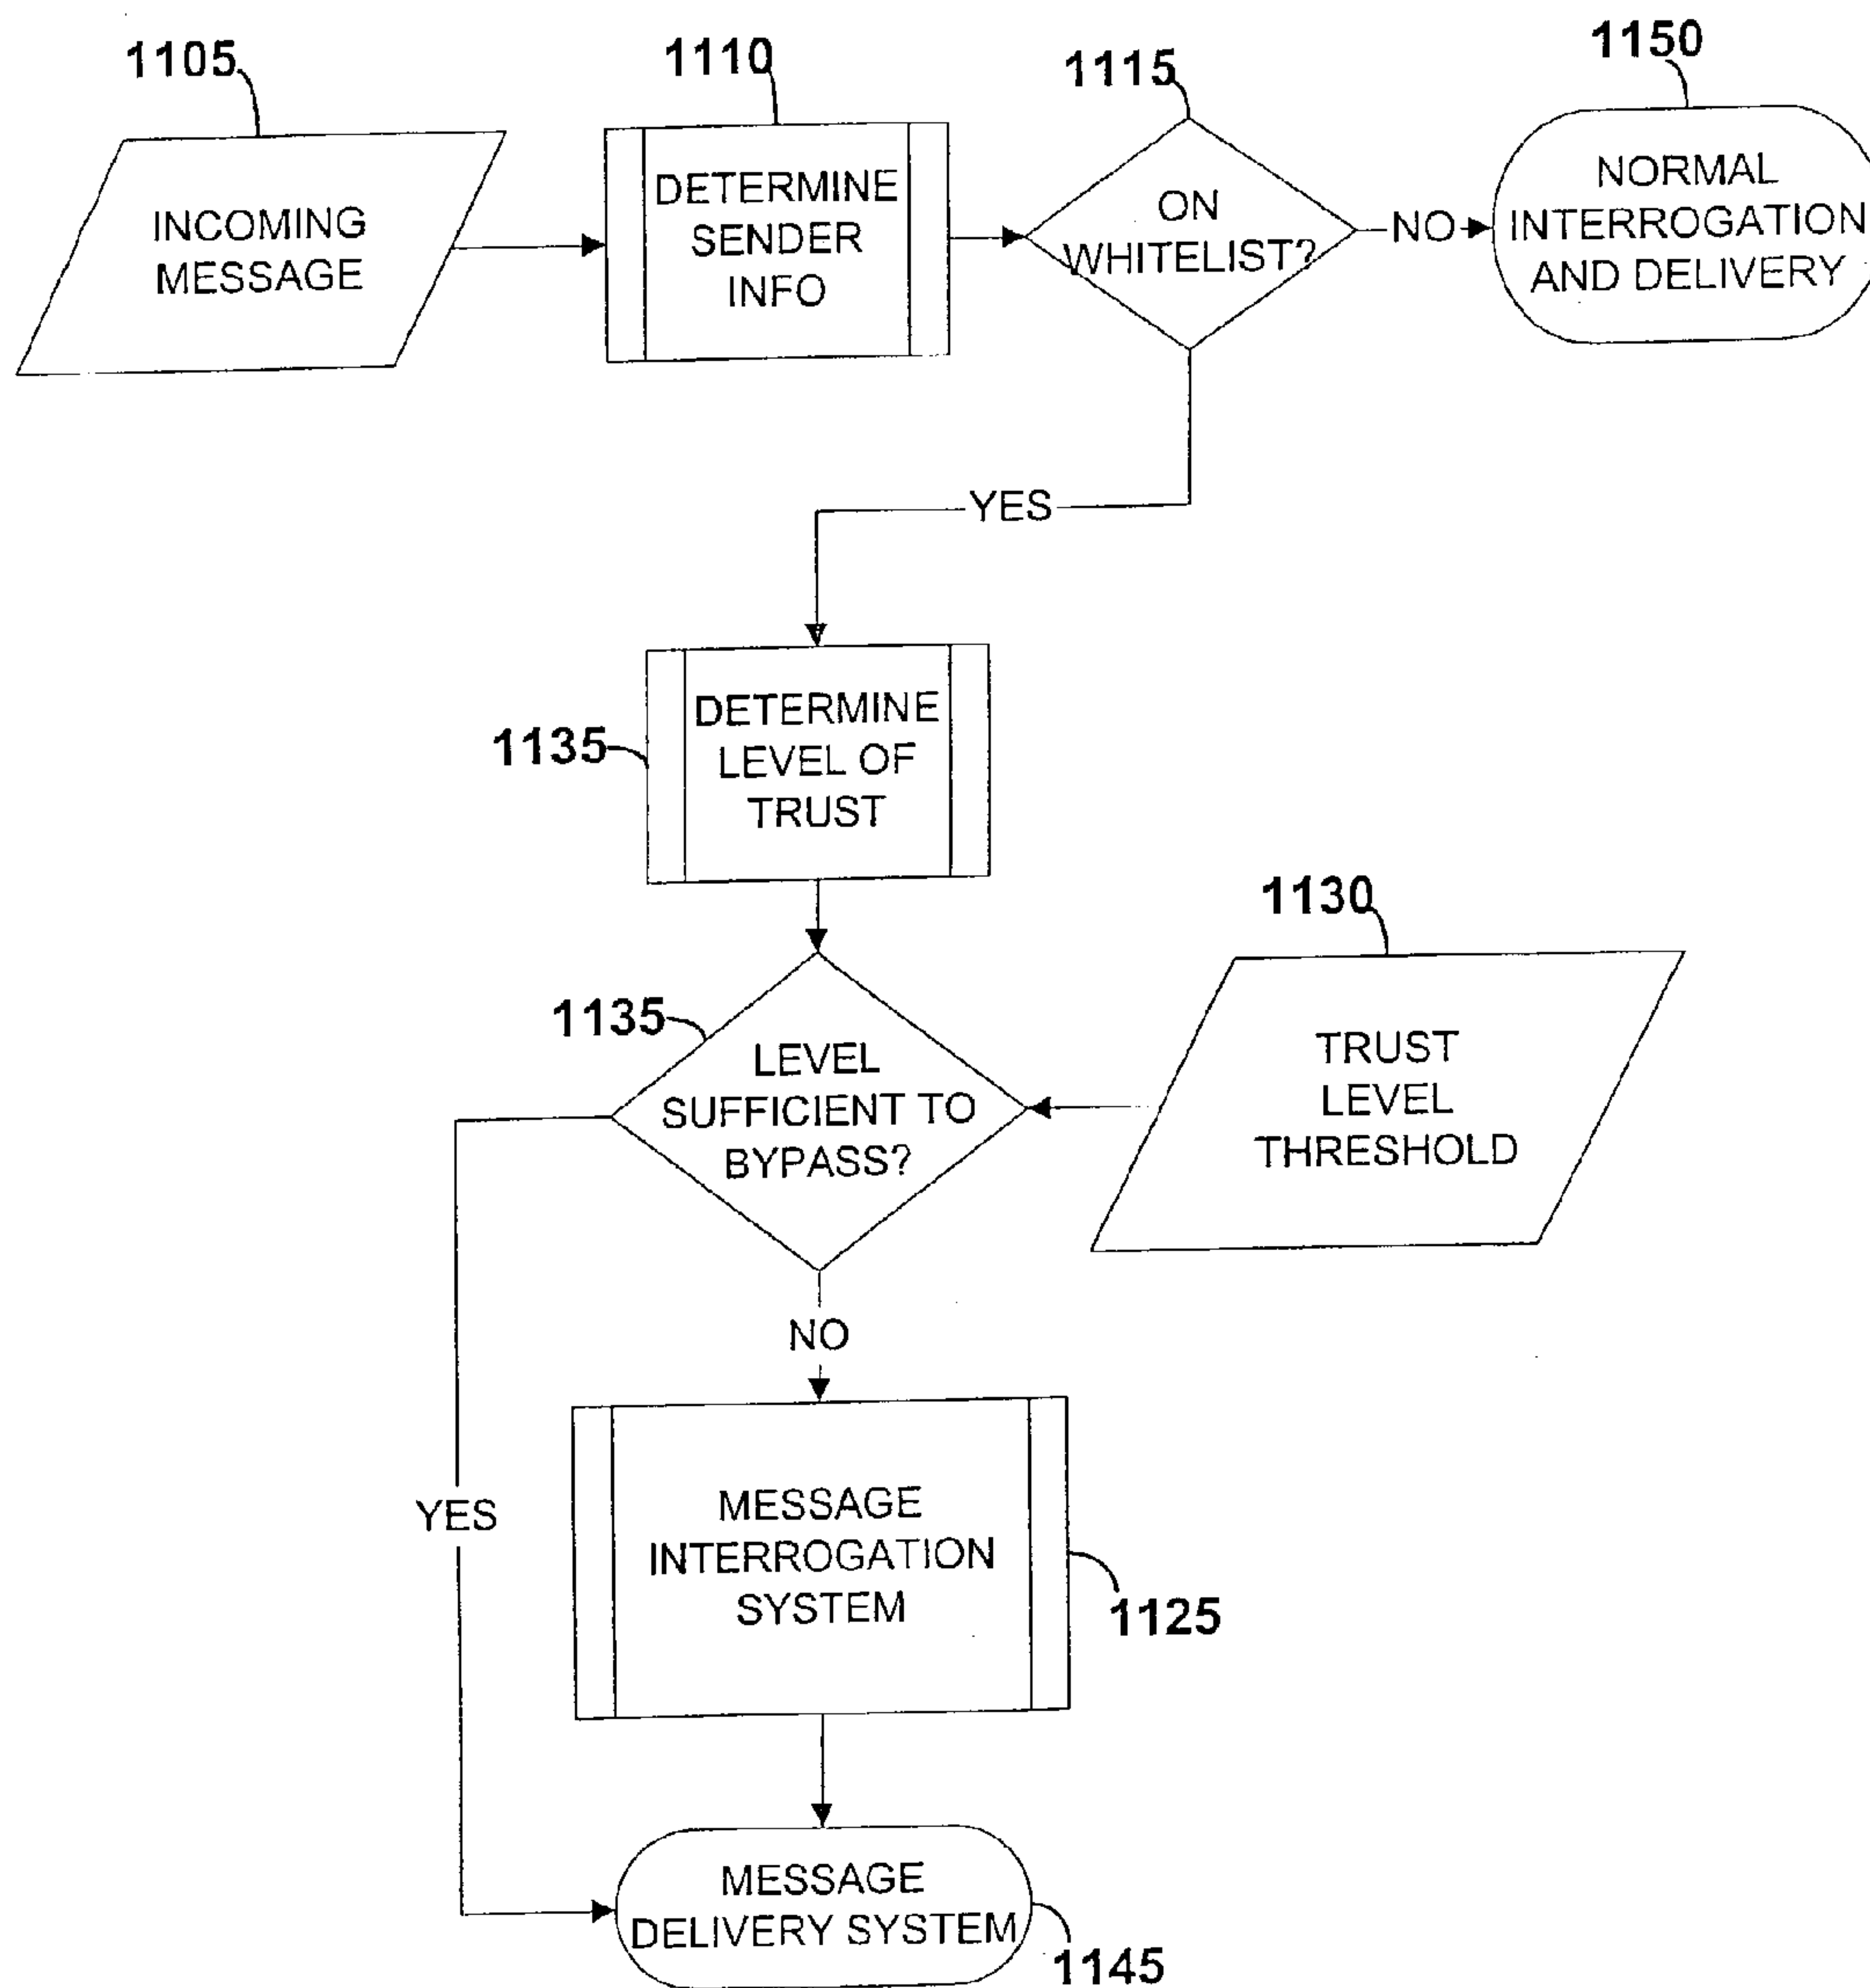 1105
1110
1115
1150
INCOMING
MESSAGE
DETERMINE
SENDER
INFO
ON
WHITELIST?
NO
NORMAL
INTERROGATION
AND DELIVERY
YES
1135
DETERMINE
LEVEL OF
TRUST
1130
1135
LEVEL
SUFFICIENT TO
BYPASS?
TRUST
LEVEL
THRESHOLD
NO
YES
MESSAGE
INTERROGATION
SYSTEM
1125
MESSAGE
DELIVERY SYSTEM
1145